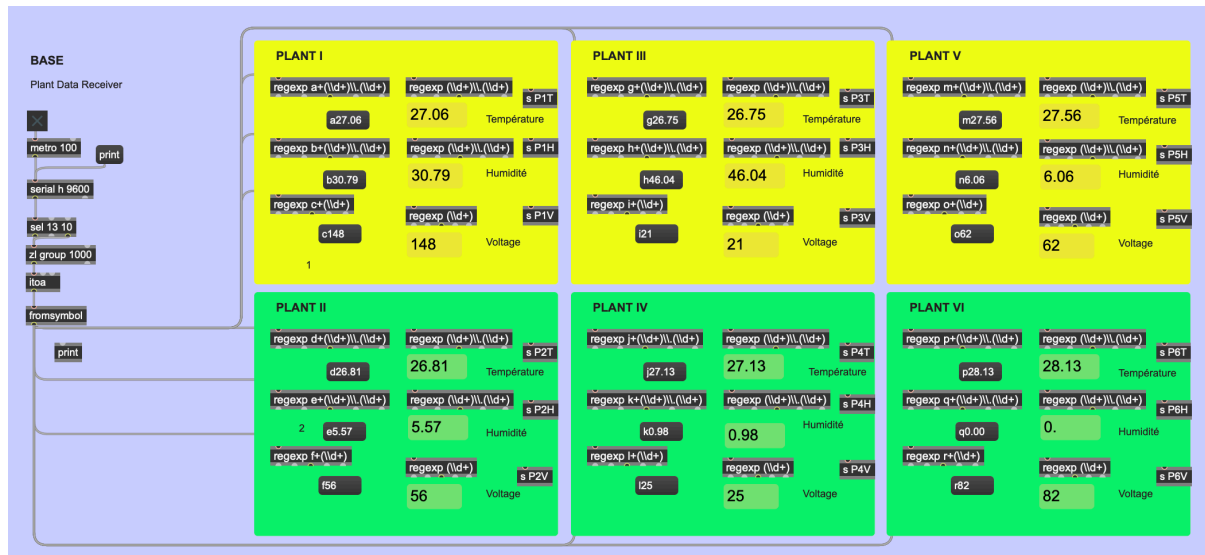 BASE
Plant Data Receiver
metro 100
print
serial h 9600
sel 13 10
zl group 1000
itoa
fromsymbol
print
PLANT I
regexp a+(\\d+)\\.(\\d+) regexp (\\d+)\\.(\\d+)
s P1T
a27.06 27.06 Température
regexp b+(\\d+)\\.(\\d+) regexp (\\d+)\\.(\\d+) s P1H
b30.79 30.79 Humidité
regexp c+(\\d+)
regexp (\\d+) s P1V
c148 148 Voltage
1
PLANT III
regexp g+(\\d+)\\.(\\d+) regexp (\\d+)\\.(\\d+)
s P3T
g26.75 26.75 Température
regexp h+(\\d+)\\.(\\d+) regexp (\\d+)\\.(\\d+) s P3H
h46.04 46.04 Humidité
regexp i+(\\d+)
regexp (\\d+) s P3V
i21 21 Voltage
PLANT V
regexp m+(\\d+)\\.(\\d+) regexp (\\d+)\\.(\\d+)
s P5T
m27.56 27.56 Température
regexp n+(\\d+)\\.(\\d+) regexp (\\d+)\\.(\\d+) s P5H
n6.06 6.06 Humidité
regexp o+(\\d+)
regexp (\\d+) s P5V
o62 62 Voltage
PLANT II
regexp d+(\\d+)\\.(\\d+) regexp (\\d+)\\.(\\d+)
s P2T
d26.81 26.81 Température
regexp e+(\\d+)\\.(\\d+) regexp (\\d+)\\.(\\d+) s P2H
2 e5.57 5.57 Humidité
regexp f+(\\d+)
regexp (\\d+) s P2V
f56 56 Voltage
PLANT IV
regexp j+(\\d+)\\.(\\d+) regexp (\\d+)\\.(\\d+)
s P4T
j27.13 27.13 Température
regexp k+(\\d+)\\.(\\d+) regexp (\\d+)\\.(\\d+) s P4H
k0.98 0.98 Humidité
regexp l+(\\d+)
regexp (\\d+) s P4V
l25 25 Voltage
PLANT VI
regexp p+(\\d+)\\.(\\d+) regexp (\\d+)\\.(\\d+)
s P6T
p28.13 28.13 Température
regexp q+(\\d+)\\.(\\d+) regexp (\\d+)\\.(\\d+) s P6H
q0.00 0. Humidité
regexp r+(\\d+)
regexp (\\d+) s P6V
r82 82 Voltage